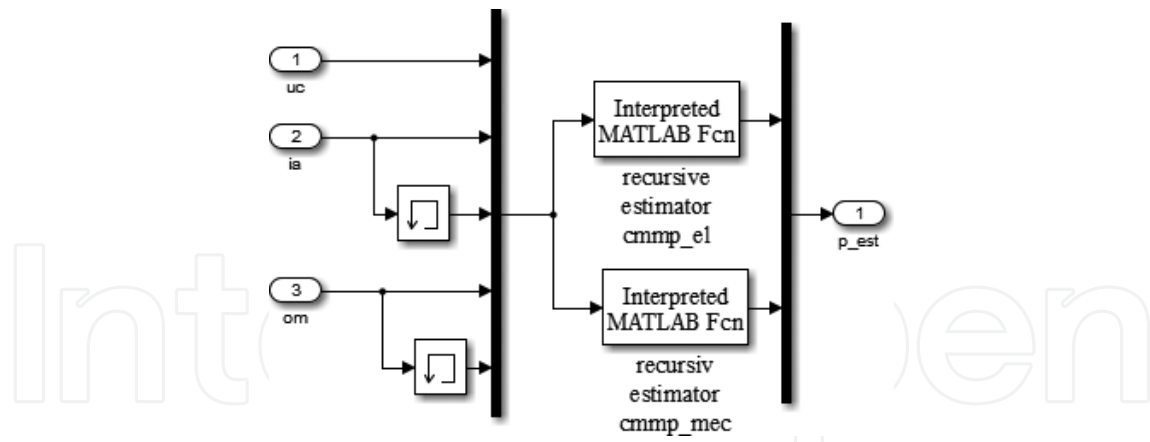 1
uc
2
ia
3
om
Interpreted
MATLAB Fcn
recursive
estimator
cmmp_el
Interpreted
MATLAB Fcn
recursiv
estimator
cmmp_mec
1
p_est